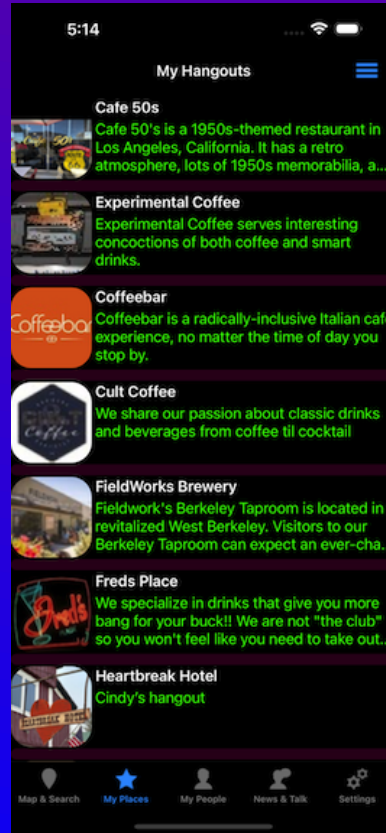 5:14
My Hangouts
Cafe 50s
Cafe 50's is a 1950s-themed restaurant in
Los Angeles, California. It has a retro
atmosphere, lots of 1950s memorabilia, a...
Experimental Coffee
Experimental Coffee serves interesting
concoctions of both coffee and smart
drinks.
Coffeebar
Coffeebar
Coffeebar is a radically-inclusive Italian caf
experience, no matter the time of day you
stop by.
Cult Coffee
Coffee
We share our passion about classic drinks
and beverages from coffee til cocktail
FieldWorks Brewery
Fieldwork's Berkeley Taproom is located in
revitalized West Berkeley. Visitors to our
Berkeley Taproom can expect an ever-cha.
Freds Place
Fred's
We specialize in drinks that give you more
bang for your buck!! We are not "the club"
so you won't feel like you need to take out..
Heartbreak Hotel
HEARTBREAK HOTEL
Cindy's hangout
Map & Search
My Places
My People
News & Talk
Settings